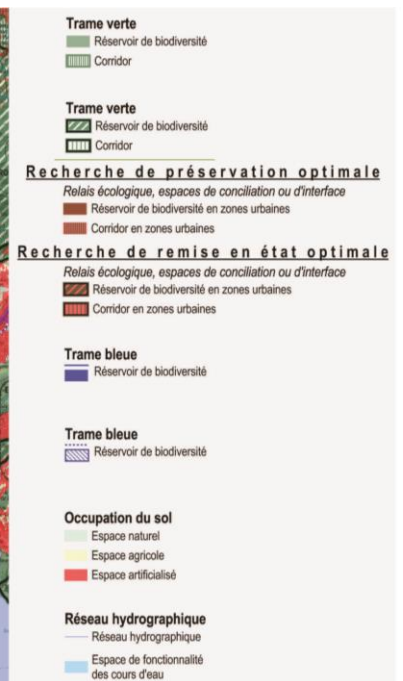 Trame verte
Réservoir de biodiversité
Corridor
Trame verte
Réservoir de biodiversité
Corridor
Recherche de préservation optimale
Relais écologique, espaces de conciliation ou d'interface
Réservoir de biodiversité en zones urbaines
Corridor en zones urbaines
Recherche de remise en état optimale
Relais écologique, espaces de conciliation ou d'interface
Réservoir de biodiversité en zones urbaines
Corridor en zones urbaines
Trame bleue
Réservoir de biodiversité
Trame bleue
Réservoir de biodiversité
Occupation du sol
Espace naturel
Espace agricole
Espace artificialisé
Réseau hydrographique
Réseau hydrographique
Espace de fonctionnalité
des cours d'eau